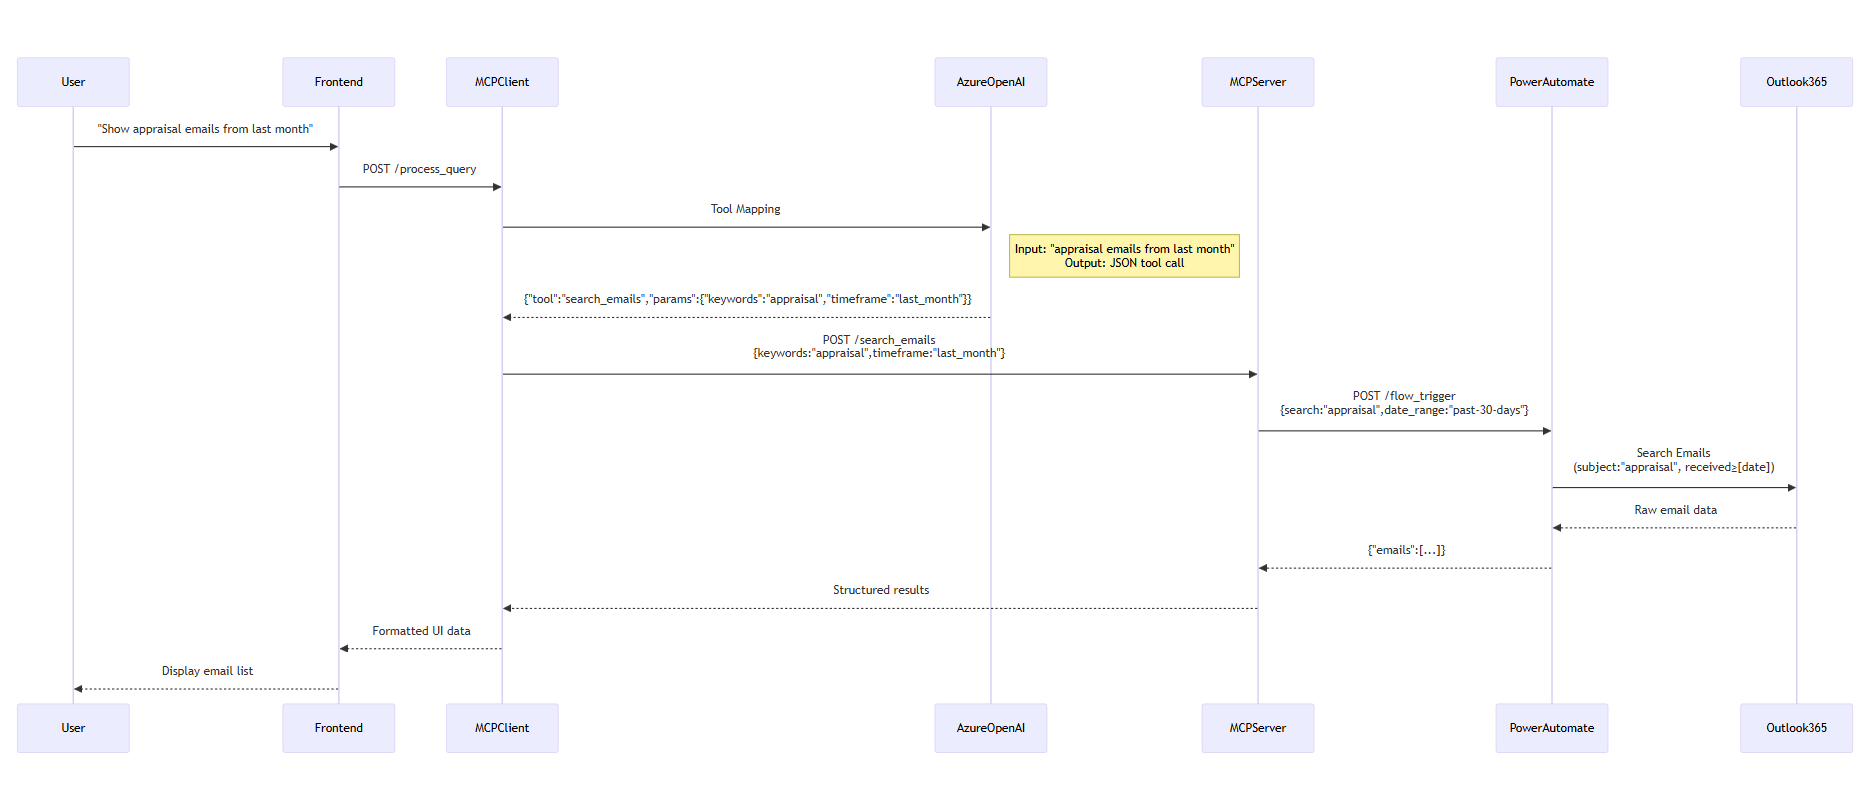 User
Frontend
MCPClient
AzureOpenAI
MCPServer
PowerAutomate
Outlook365
"Show appraisal emails from last month"
POST /process_query
Tool Mapping
Input: "appraisal emails from last month"
Output: JSON tool call
{"tool":"search_emails","params":{"keywords":"appraisal","timeframe":"last_month"}}
POST /search_emails
{keywords:"appraisal",timeframe:"last_month"}
POST /flow_trigger
{search:"appraisal",date_range:"past-30-days"}
Search Emails
(subject:"appraisal", received≥[date])
Raw email data
{"emails":[...]}
Structured results
Formatted UI data
Display email list
User
Frontend
MCPClient
AzureOpenAI
MCPServer
PowerAutomate
Outlook365